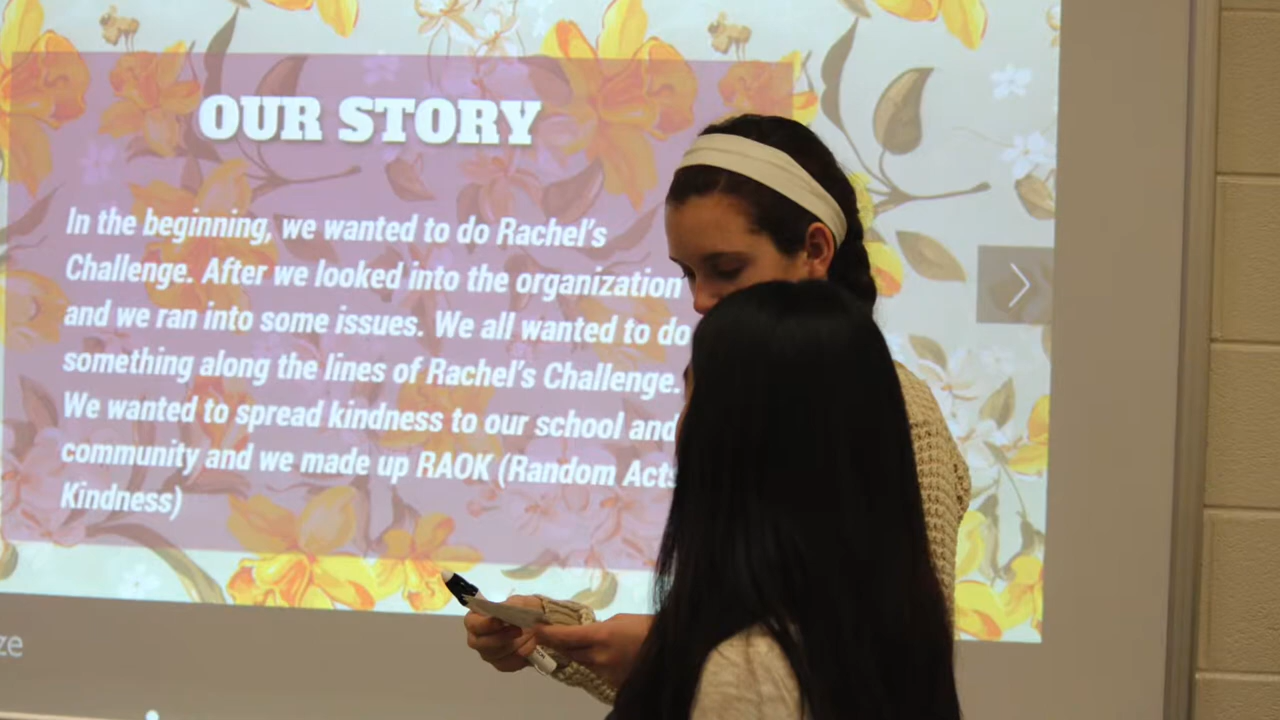 OUR STORY
In the beginning, we wanted to do Rachel's
Challenge. After we looked into the organization
and we ran into some issues. We all wanted to do
something along the lines of Rachel's Challenge.
We wanted to spread kindness to our school and
community and we made up RAOK (Random Acts
Kindness)
ze